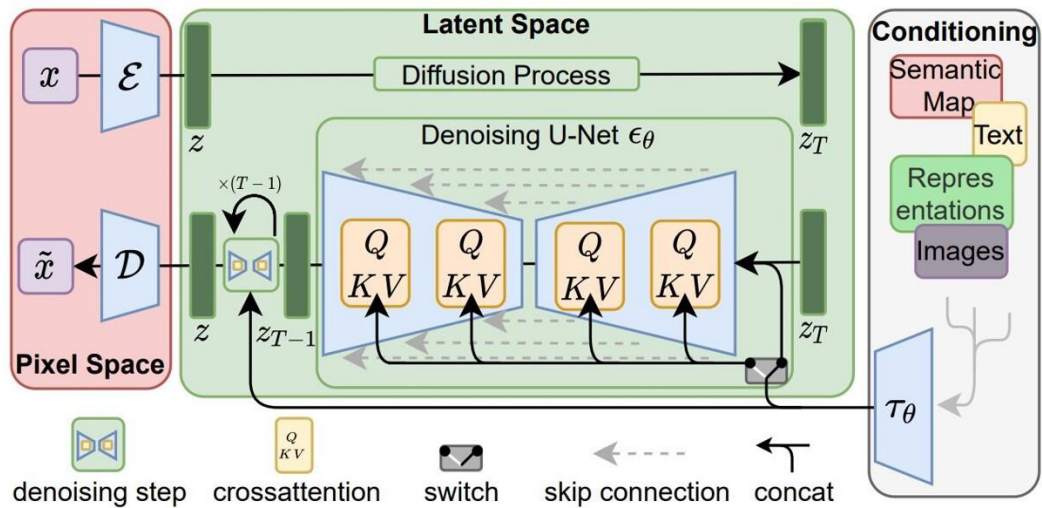 Latent Space
Conditioning
x
ℰ
Diffusion Process
Semantic
Map
z
Denoising U-Net ϵ_θ
z_T
Text
×(T−1)
Repres
entations
x̃
𝒟
Q
K V
Q
K V
Q
K V
Q
K V
Images
z
z_{T−1}
z_T
Pixel Space
τ_θ
Q
K V
denoising step
crossattention
switch
skip connection
concat